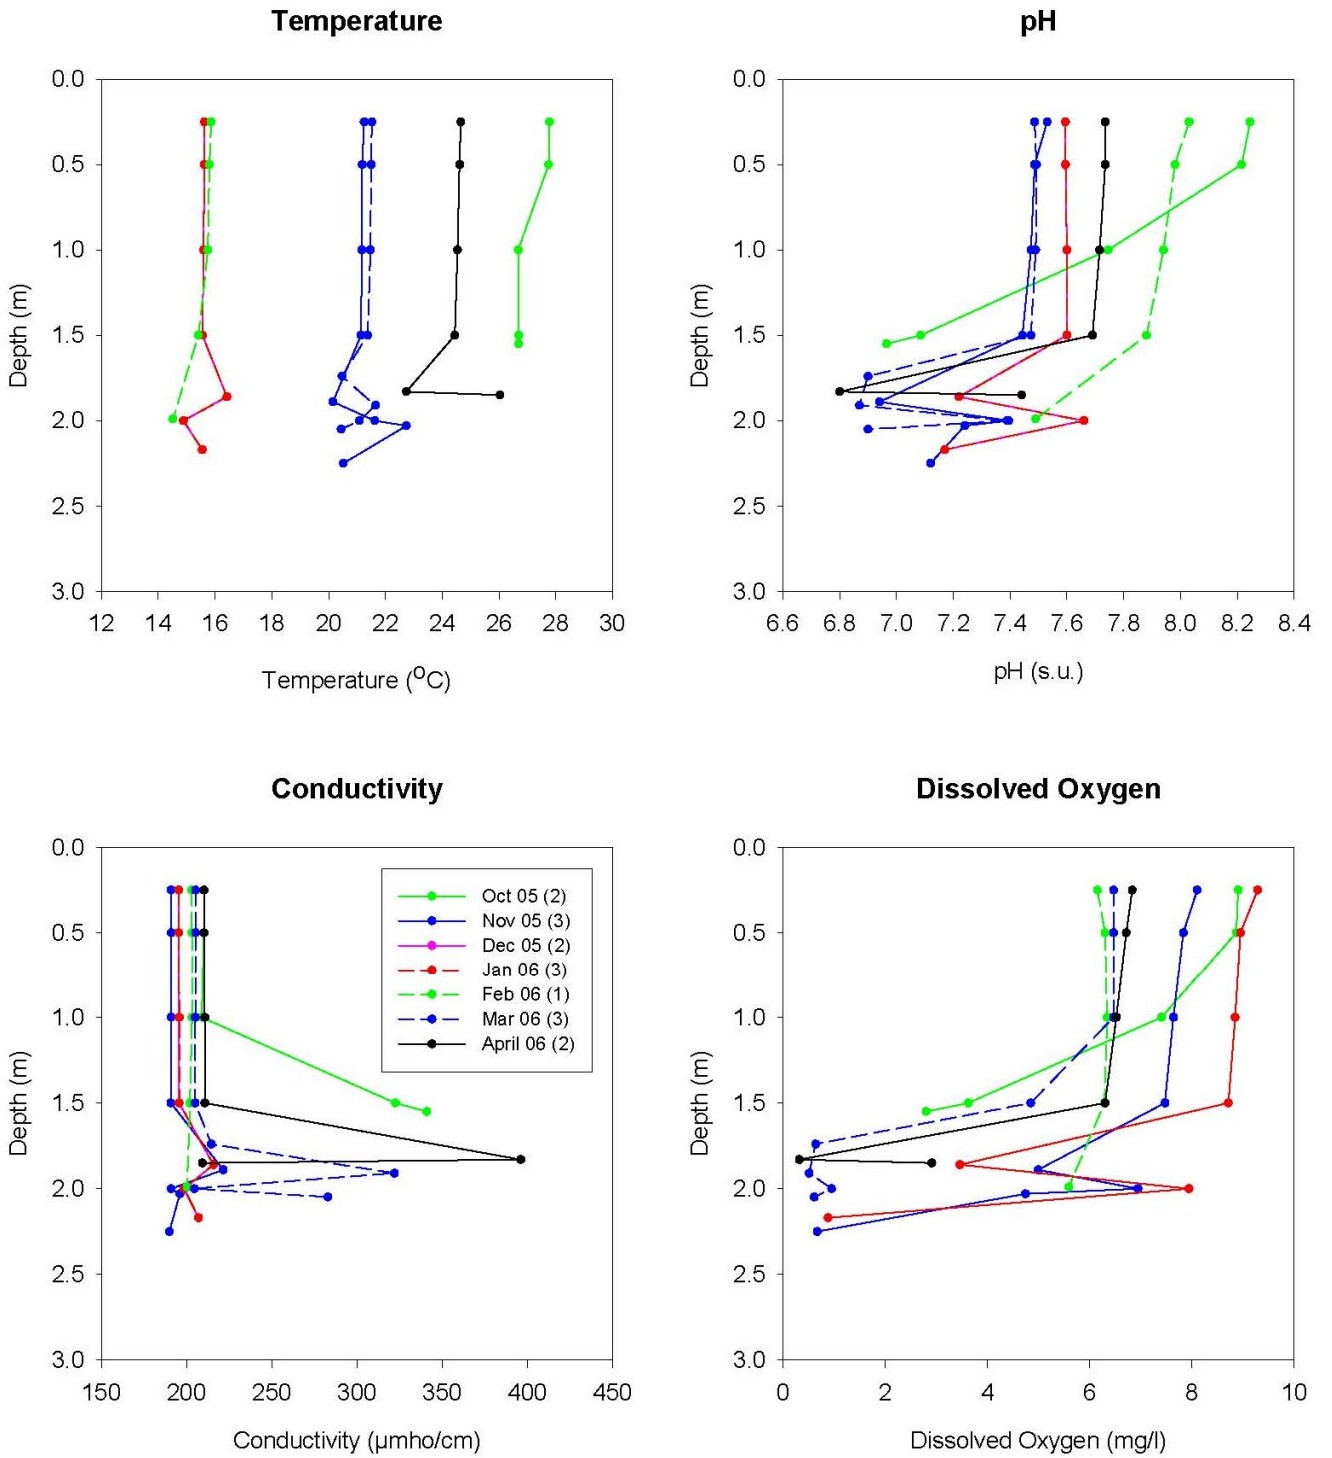 Temperature
0.0
0.5
1.0
1.5
2.0
2.5
3.0
Depth (m)
12 14 16 18 20 22 24 26 28 30
Temperature (°C)
pH
0.0
0.5
1.0
1.5
2.0
2.5
3.0
Depth (m)
6.6 6.8 7.0 7.2 7.4 7.6 7.8 8.0 8.2 8.4
pH (s.u.)
Conductivity
0.0
0.5
1.0
1.5
2.0
2.5
3.0
Depth (m)
Oct 05 (2)
Nov 05 (3)
Dec 05 (2)
Jan 06 (3)
Feb 06 (1)
Mar 06 (3)
April 06 (2)
150 200 250 300 350 400 450
Conductivity (µmho/cm)
Dissolved Oxygen
0.0
0.5
1.0
1.5
2.0
2.5
3.0
Depth (m)
0 2 4 6 8 10
Dissolved Oxygen (mg/l)